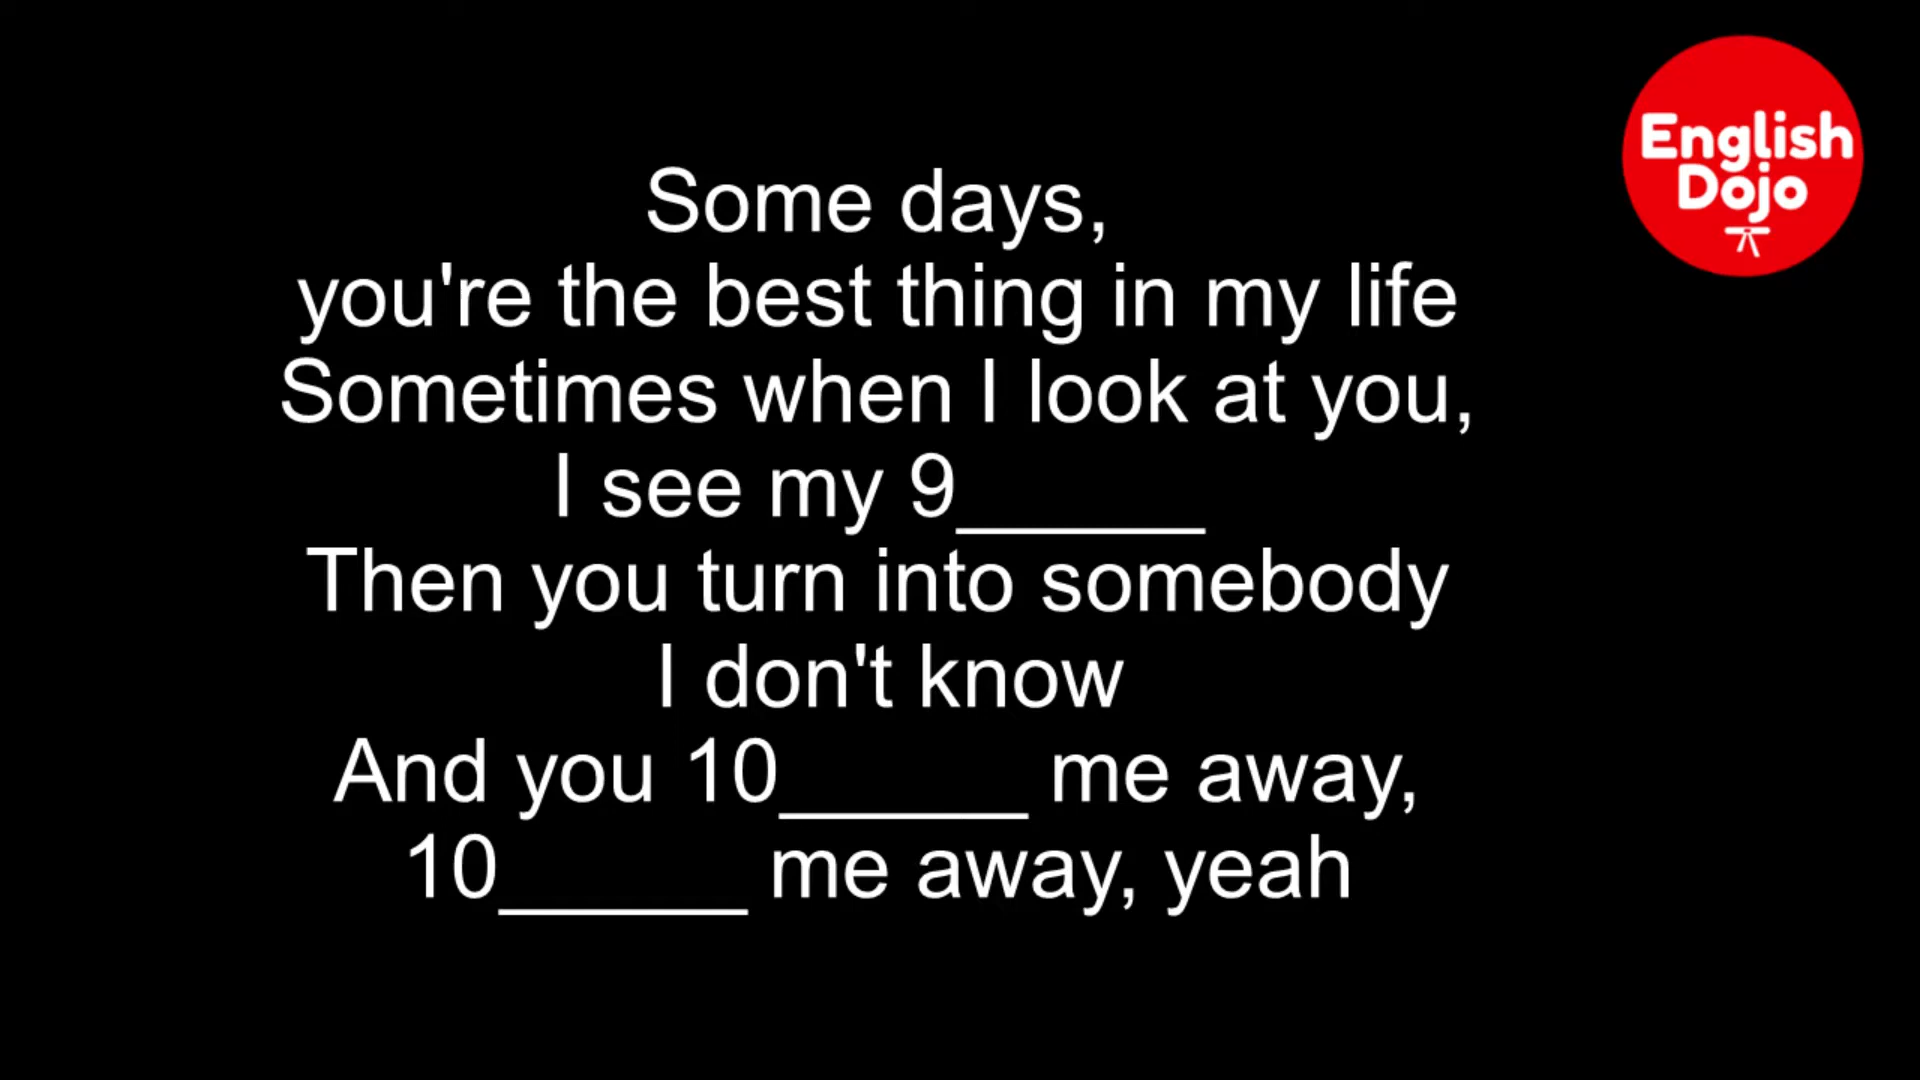 English
Dojo
Some days,
you're the best thing in my life
Sometimes when I look at you,
I see my 9______
Then you turn into somebody
I don't know
And you 10______ me away,
10______ me away, yeah